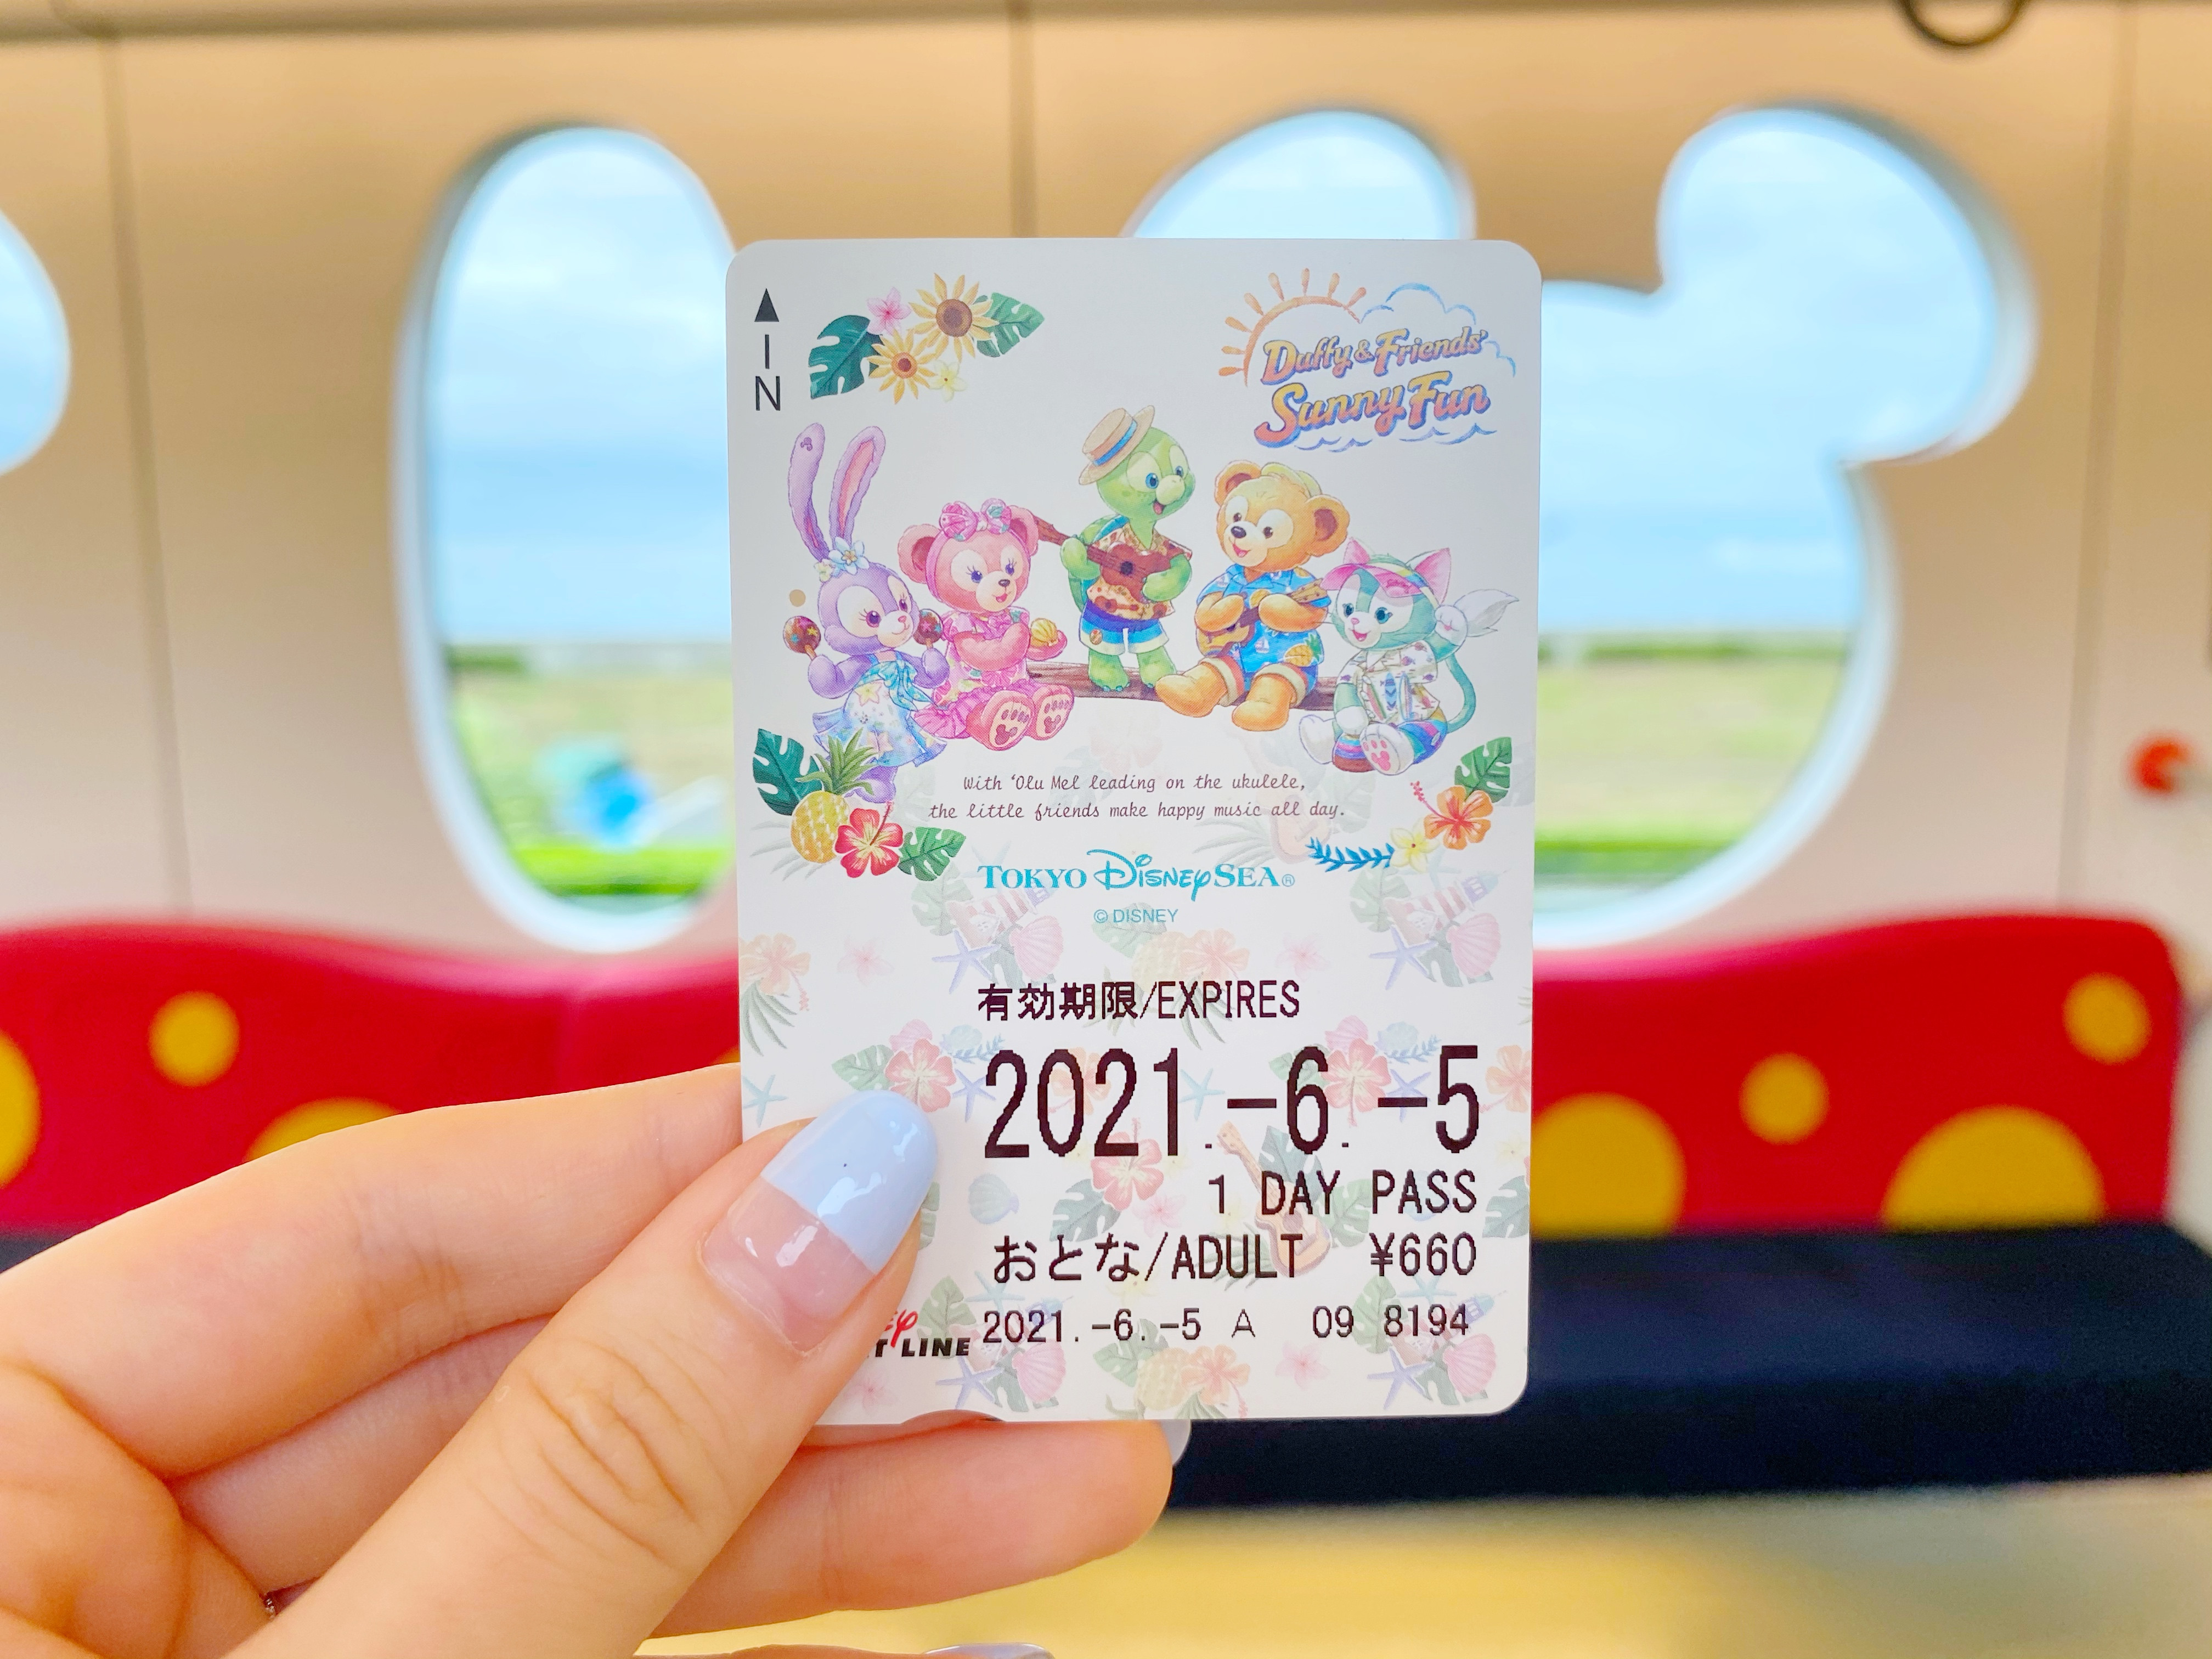 ▲IN
Duffy & Friends'
Sunny Fun
With 'Olu Mel leading on the ukulele,
the little friends make happy music all day.
TOKYO DISNEY SEA®
© DISNEY
有効期限/EXPIRES
2021.-6.-5
1 DAY PASS
おとな/ADULT ¥660
LINE 2021.-6.-5 A 09 8194